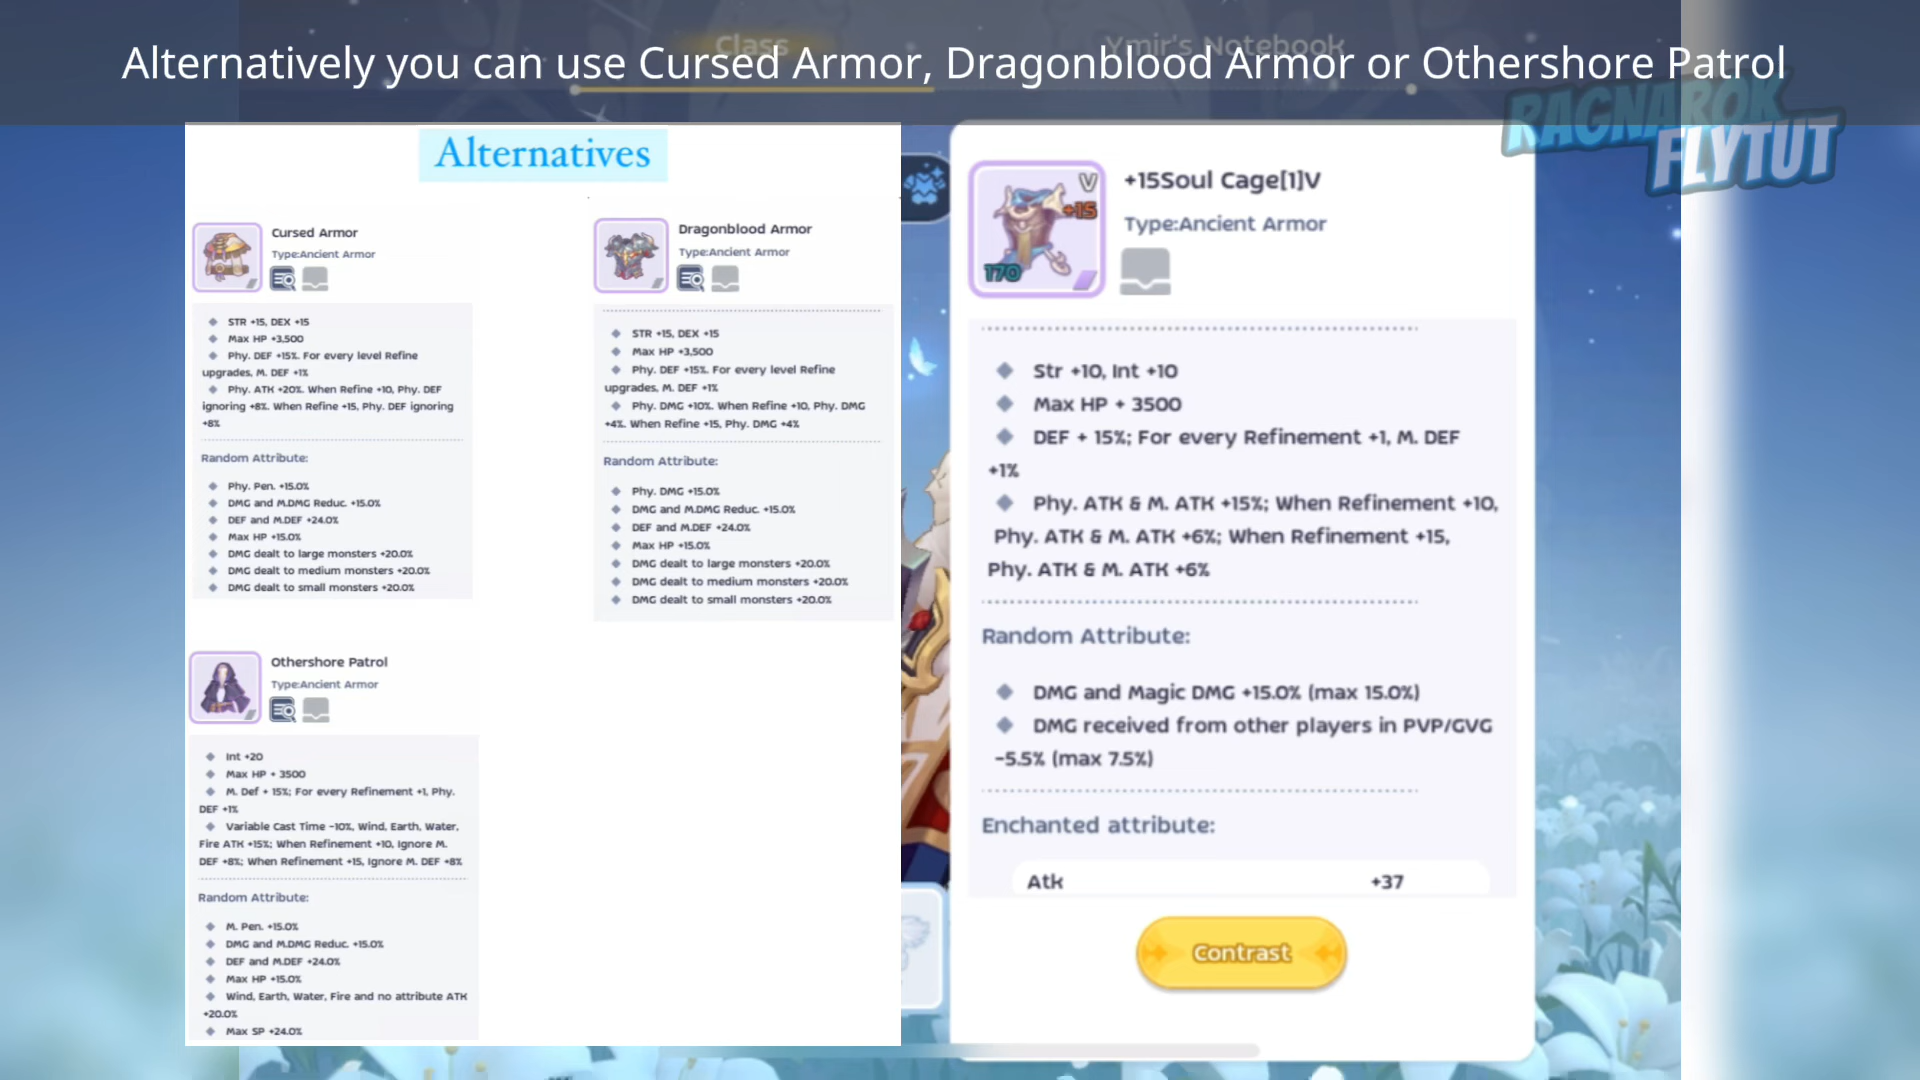 Class
Ymir's Notebook
Alternatively you can use Cursed Armor, Dragonblood Armor or Othershore Patrol
RAGNAROK
FLYTUT
Alternatives
Cursed Armor
Type:Ancient Armor
STR +15, DEX +15
Max HP +3,500
Phy. DEF +15%. For every level Refine
upgrades, M. DEF +1%
Phy. ATK +20%. When Refine +10, Phy. DEF
ignoring +8%. When Refine +15, Phy. DEF ignoring
+8%
Random Attribute:
Phy. Pen. +15.0%
DMG and M.DMG Reduc. +15.0%
DEF and M.DEF +24.0%
Max HP +15.0%
DMG dealt to large monsters +20.0%
DMG dealt to medium monsters +20.0%
DMG dealt to small monsters +20.0%
Dragonblood Armor
Type:Ancient Armor
STR +15, DEX +15
Max HP +3,500
Phy. DEF +15%. For every level Refine
upgrades, M. DEF +1%
Phy. DMG +10%. When Refine +10, Phy. DMG
+4%. When Refine +15, Phy. DMG +4%
Random Attribute:
Phy. DMG +15.0%
DMG and M.DMG Reduc. +15.0%
DEF and M.DEF +24.0%
Max HP +15.0%
DMG dealt to large monsters +20.0%
DMG dealt to medium monsters +20.0%
DMG dealt to small monsters +20.0%
Othershore Patrol
Type:Ancient Armor
Int +20
Max HP + 3500
M. Def + 15%; For every Refinement +1, Phy.
DEF +1%
Variable Cast Time -10%, Wind, Earth, Water,
Fire ATK +15%; When Refinement +10, Ignore M.
DEF +8%; When Refinement +15, Ignore M. DEF +8%
Random Attribute:
M. Pen. +15.0%
DMG and M.DMG Reduc. +15.0%
DEF and M.DEF +24.0%
Max HP +15.0%
Wind, Earth, Water, Fire and no attribute ATK
+20.0%
Max SP +24.0%
V
+15
170
+15Soul Cage[1]V
Type:Ancient Armor
Str +10, Int +10
Max HP + 3500
DEF + 15%; For every Refinement +1, M. DEF
+1%
Phy. ATK & M. ATK +15%; When Refinement +10,
Phy. ATK & M. ATK +6%; When Refinement +15,
Phy. ATK & M. ATK +6%
Random Attribute:
DMG and Magic DMG +15.0% (max 15.0%)
DMG received from other players in PVP/GVG
-5.5% (max 7.5%)
Enchanted attribute:
Atk +37
Contrast